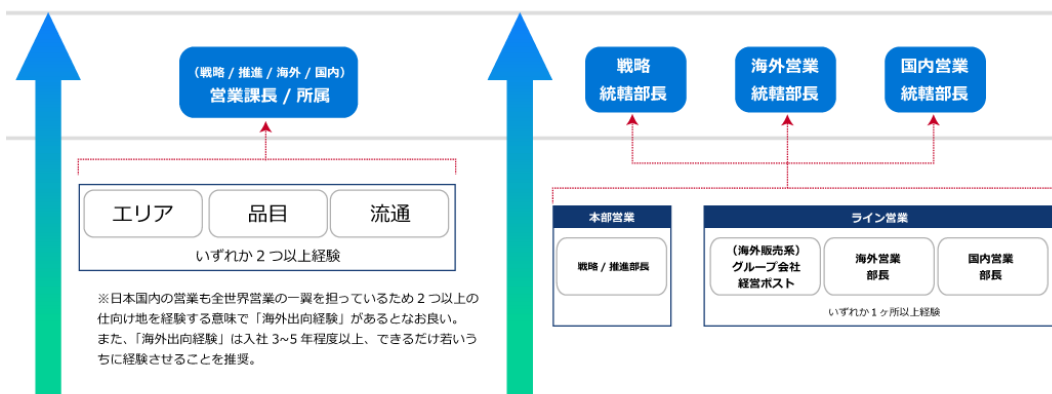 （戦略 / 推進 / 海外 / 国内）
営業課長 / 所属
エリア
品目
流通
いずれか 2 つ以上経験
※日本国内の営業も全世界営業の一翼を担っているため 2 つ以上の
仕向け地を経験する意味で「海外出向経験」があるとなお良い。
また、「海外出向経験」は入社 3~5 年程度以上、できるだけ若いう
ちに経験させることを推奨。
戦略
統轄部長
海外営業
統轄部長
国内営業
統轄部長
本部営業
戦略 / 推進部長
ライン営業
（海外販売系）
グループ会社
経営ポスト
海外営業
部長
国内営業
部長
いずれか 1 ヶ所以上経験